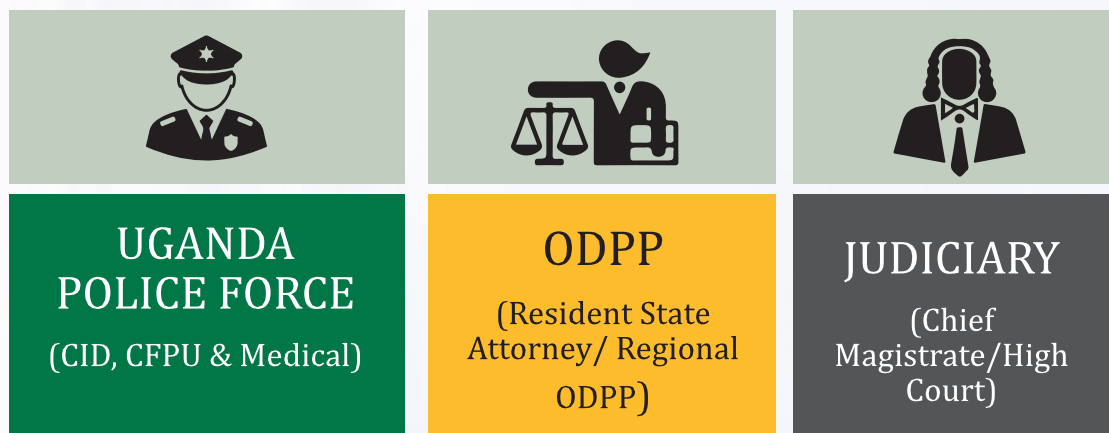 UGANDA
POLICE FORCE
(CID, CFPU & Medical)
ODPP
(Resident State
Attorney/ Regional
ODPP)
JUDICIARY
(Chief
Magistrate/High
Court)